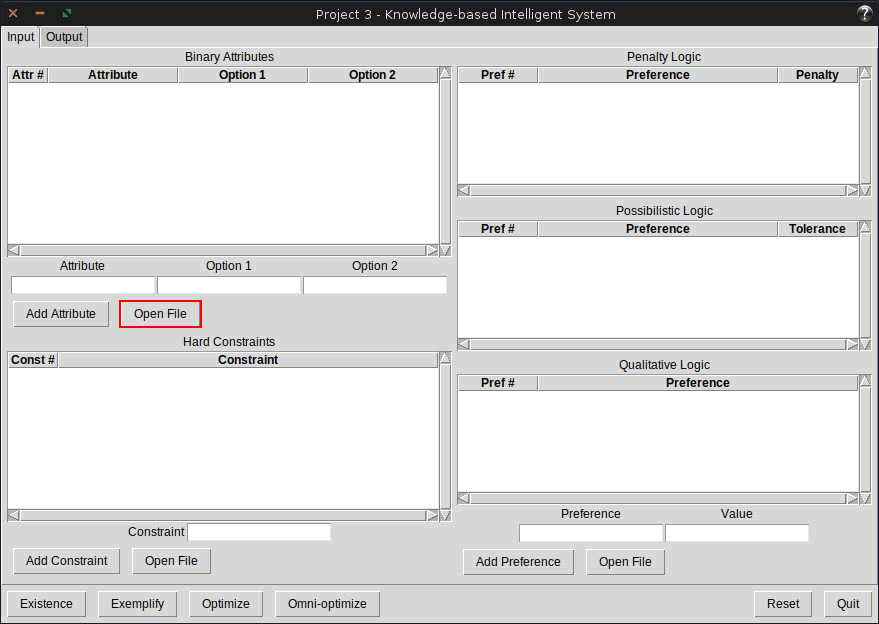 Project 3 - Knowledge-based Intelligent System
?
Input Output
Binary Attributes
Attr # Attribute Option 1 Option 2
Attribute Option 1 Option 2
Add Attribute Open File
Hard Constraints
Const # Constraint
Constraint
Add Constraint Open File
Penalty Logic
Pref # Preference Penalty
Possibilistic Logic
Pref # Preference Tolerance
Qualitative Logic
Pref # Preference
Preference Value
Add Preference Open File
Existence Exemplify Optimize Omni-optimize Reset Quit